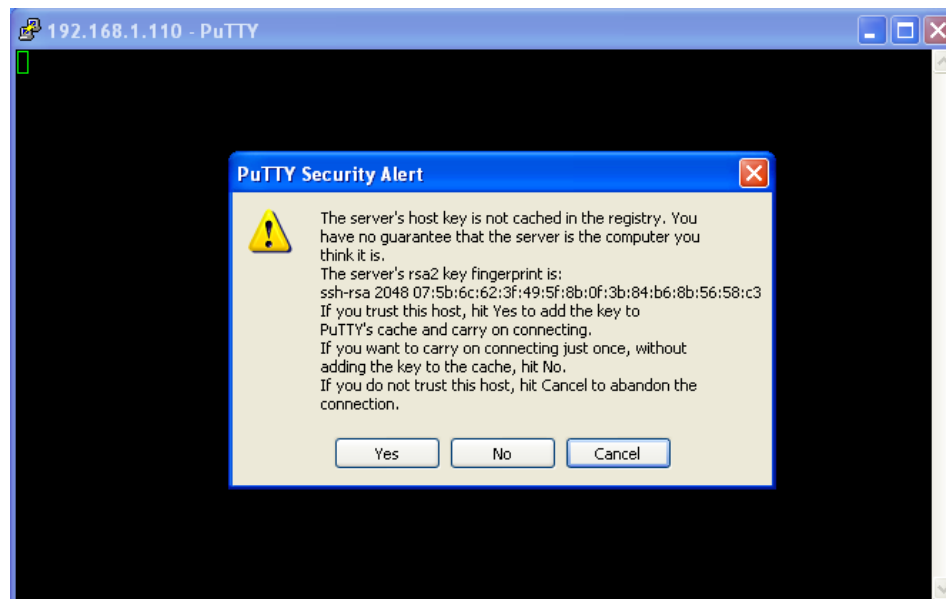 192.168.1.110 - PuTTY
PuTTY Security Alert
The server's host key is not cached in the registry. You
have no guarantee that the server is the computer you
think it is.
The server's rsa2 key fingerprint is:
ssh-rsa 2048 07:5b:6c:62:3f:49:5f:8b:0f:3b:84:b6:8b:56:58:c3
If you trust this host, hit Yes to add the key to
PuTTY's cache and carry on connecting.
If you want to carry on connecting just once, without
adding the key to the cache, hit No.
If you do not trust this host, hit Cancel to abandon the
connection.
Yes
No
Cancel